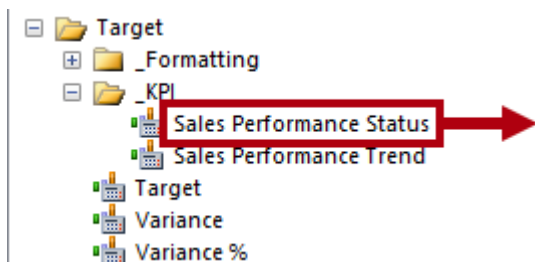 Target
_Formatting
_KPI
Sales Performance Status
Sales Performance Trend
Target
Variance
Variance %